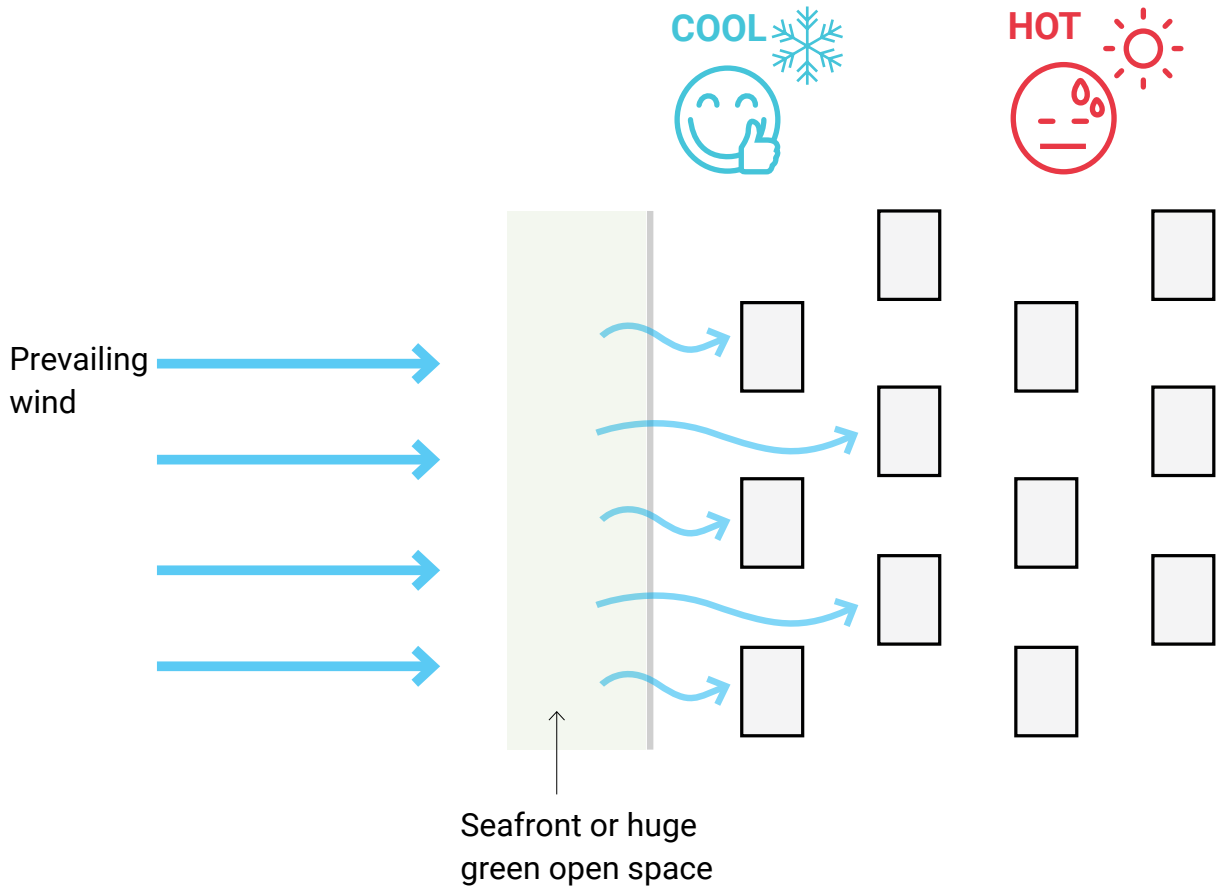 COOL
HOT
Prevailing
wind
Seafront or huge
green open space